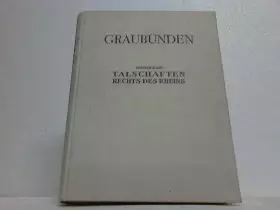 GRAUBÜNDEN
TALSCHAFTEN
RECHTS DES RHEINS